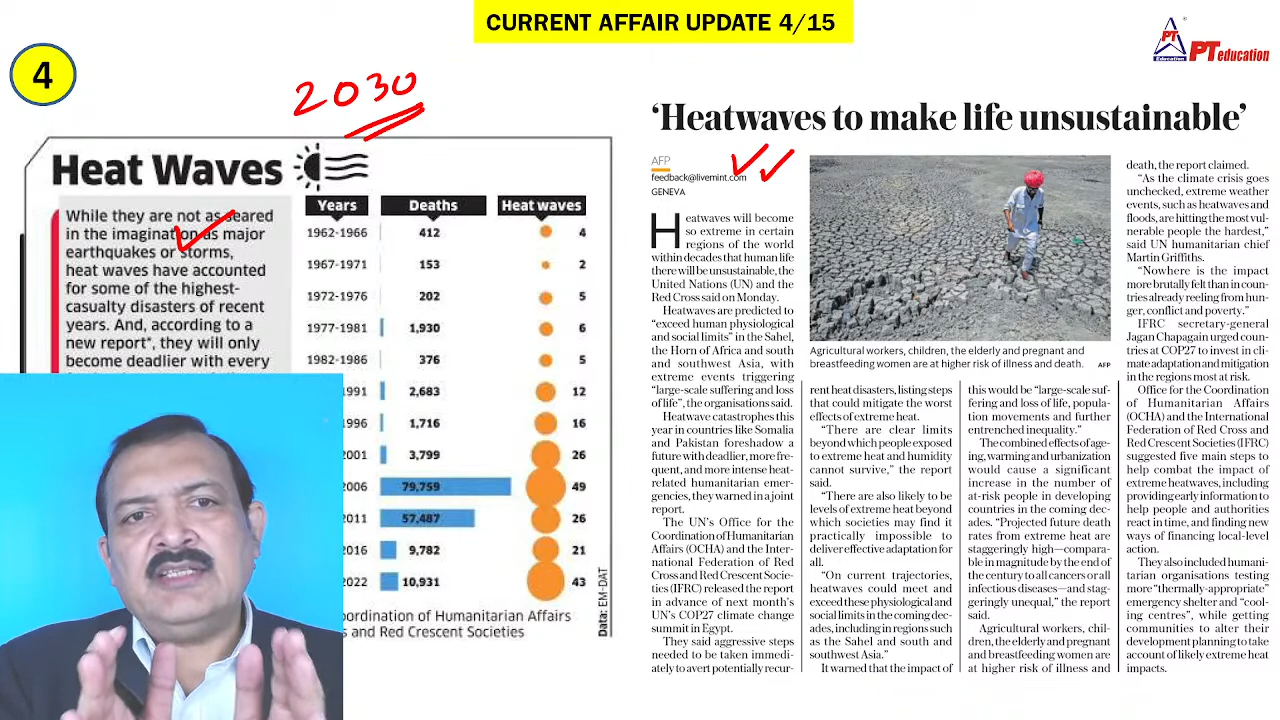 CURRENT AFFAIR UPDATE 4/15
PT
Education
PT education
4
2030
Heat Waves
While they are not as seared
in the imagination as major
earthquakes or storms,
heat waves have accounted
for some of the highest-
casualty disasters of recent
years. And, according to a
new report*, they will only
become deadlier with every
Years Deaths Heat waves
1962-1966 412 4
1967-1971 153 2
1972-1976 202 5
1977-1981 1,930 6
1982-1986 376 5
1991 2,683 12
1996 1,716 16
2001 3,799 26
2006 79,759 49
2011 57,487 26
2016 9,782 21
2022 10,931 43
ordination of Humanitarian Affairs
s and Red Crescent Societies
Data: EM-DAT
‘Heatwaves to make life unsustainable’
AFP
feedback@livemint.com
GENEVA
Heatwaves will become
so extreme in certain
regions of the world
within decades that human life
there will be unsustainable, the
United Nations (UN) and the
Red Cross said on Monday.
Heatwaves are predicted to
“exceed human physiological
and social limits” in the Sahel,
the Horn of Africa and south
and southwest Asia, with
extreme events triggering
“large-scale suffering and loss
of life”, the organisations said.
Heatwave catastrophes this
year in countries like Somalia
and Pakistan foreshadow a
future with deadlier, more fre-
quent, and more intense heat-
related humanitarian emer-
gencies, they warned in a joint
report.
The UN’s Office for the
Coordination of Humanitarian
Affairs (OCHA) and the Inter-
national Federation of Red
Cross and Red Crescent Socie-
ties (IFRC) released the report
in advance of next month’s
UN’s COP27 climate change
summit in Egypt.
They said aggressive steps
needed to be taken immedi-
ately to avert potentially recur-
Agricultural workers, children, the elderly and pregnant and
breastfeeding women are at higher risk of illness and death. AFP
rent heat disasters, listing steps
that could mitigate the worst
effects of extreme heat.
“There are clear limits
beyond which people exposed
to extreme heat and humidity
cannot survive,” the report
said.
“There are also likely to be
levels of extreme heat beyond
which societies may find it
practically impossible to
deliver effective adaptation for
all.
“On current trajectories,
heatwaves could meet and
exceed these physiological and
social limits in the coming dec-
ades, including in regions such
as the Sahel and south and
southwest Asia.”
It warned that the impact of
this would be “large-scale suf-
fering and loss of life, popula-
tion movements and further
entrenched inequality.”
The combined effects of age-
ing, warming and urbanization
would cause a significant
increase in the number of
at-risk people in developing
countries in the coming dec-
ades. “Projected future death
rates from extreme heat are
staggeringly high—compara-
ble in magnitude by the end of
the century to all cancers or all
infectious diseases—and stag-
geringly unequal,” the report
said.
Agricultural workers, chil-
dren, the elderly and pregnant
and breastfeeding women are
at higher risk of illness and
death, the report claimed.
“As the climate crisis goes
unchecked, extreme weather
events, such as heatwaves and
floods, are hitting the most vul-
nerable people the hardest,”
said UN humanitarian chief
Martin Griffiths.
“Nowhere is the impact
more brutally felt than in coun-
tries already reeling from hun-
ger, conflict and poverty.”
IFRC secretary-general
Jagan Chapagain urged coun-
tries at COP27 to invest in cli-
mate adaptation and mitigation
in the regions most at risk.
Office for the Coordination
of Humanitarian Affairs
(OCHA) and the International
Federation of Red Cross and
Red Crescent Societies (IFRC)
suggested five main steps to
help combat the impact of
extreme heatwaves, including
providing early information to
help people and authorities
react in time, and finding new
ways of financing local-level
action.
They also included humani-
tarian organisations testing
more “thermally-appropriate”
emergency shelter and “cool-
ing centres”, while getting
communities to alter their
development planning to take
account of likely extreme heat
impacts.